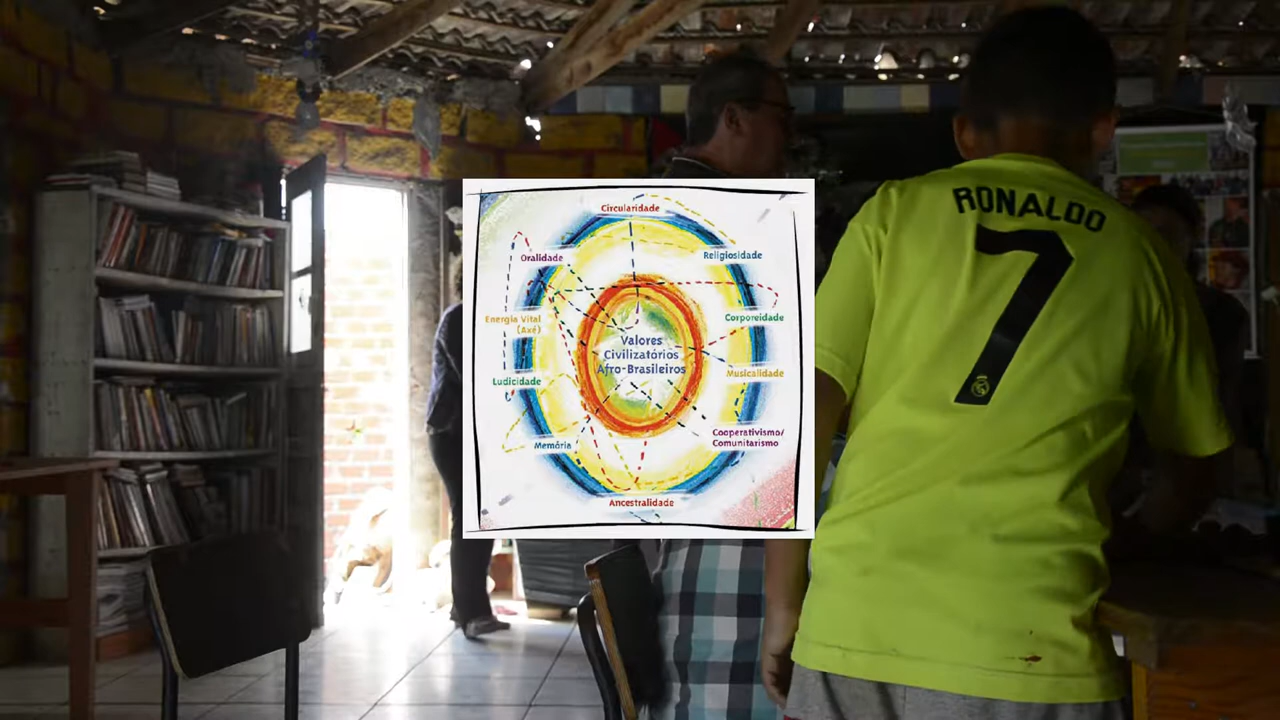 RONALDO
7
Circularidade
Oralidade
Religiosidade
Energia Vital
(Axé)
Corporeidade
Valores
Civilizatórios
Afro-Brasileiros
Ludicidade
Musicalidade
Memória
Cooperativismo/
Comunitarismo
Ancestralidade